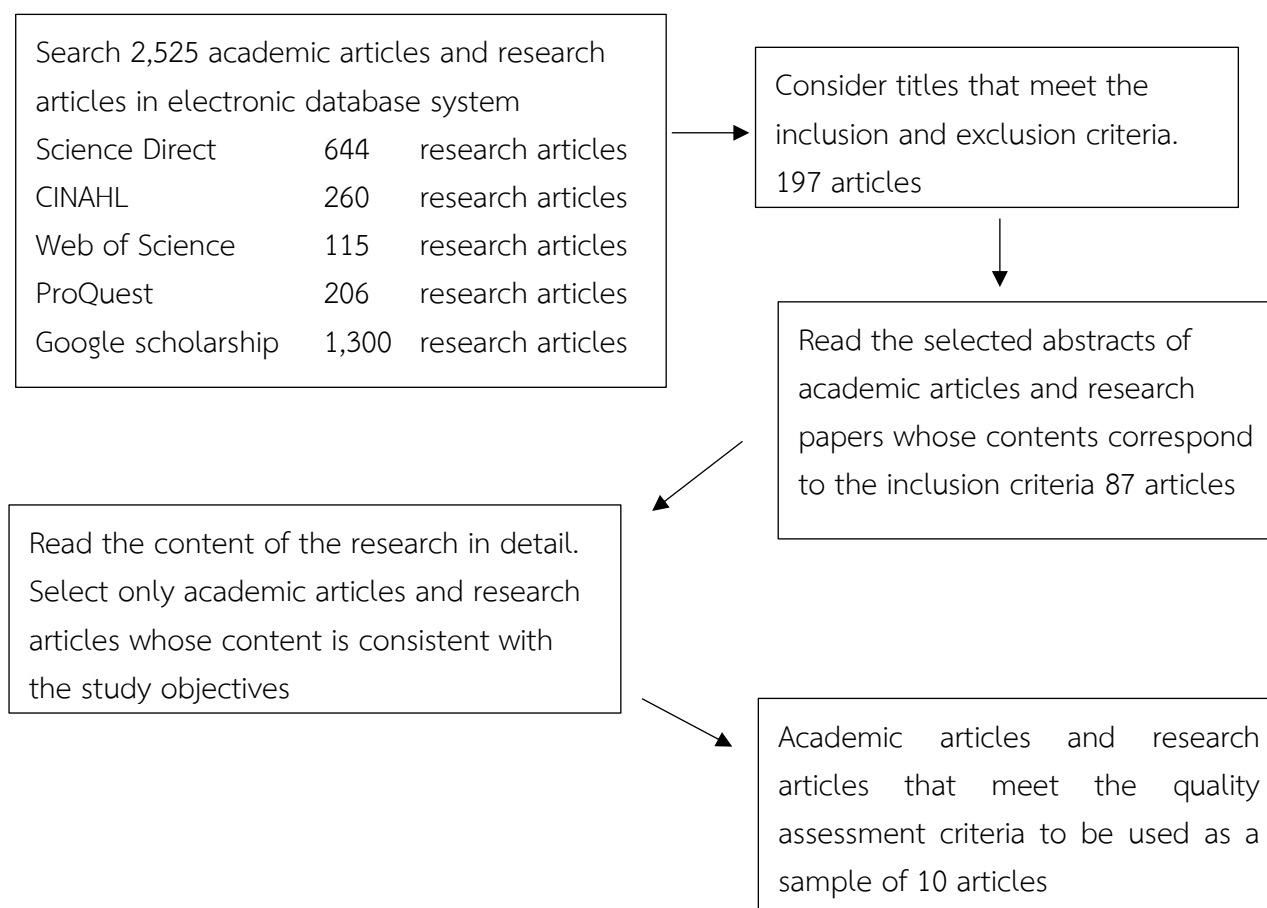 Search 2,525 academic articles and research
articles in electronic database system
Science Direct 644 research articles
CINAHL 260 research articles
Web of Science 115 research articles
ProQuest 206 research articles
Google scholarship 1,300 research articles
Consider titles that meet the
inclusion and exclusion criteria.
197 articles
Read the selected abstracts of
academic articles and research
papers whose contents correspond
to the inclusion criteria 87 articles
Read the content of the research in detail.
Select only academic articles and research
articles whose content is consistent with
the study objectives
Academic articles and research
articles that meet the quality
assessment criteria to be used as a
sample of 10 articles